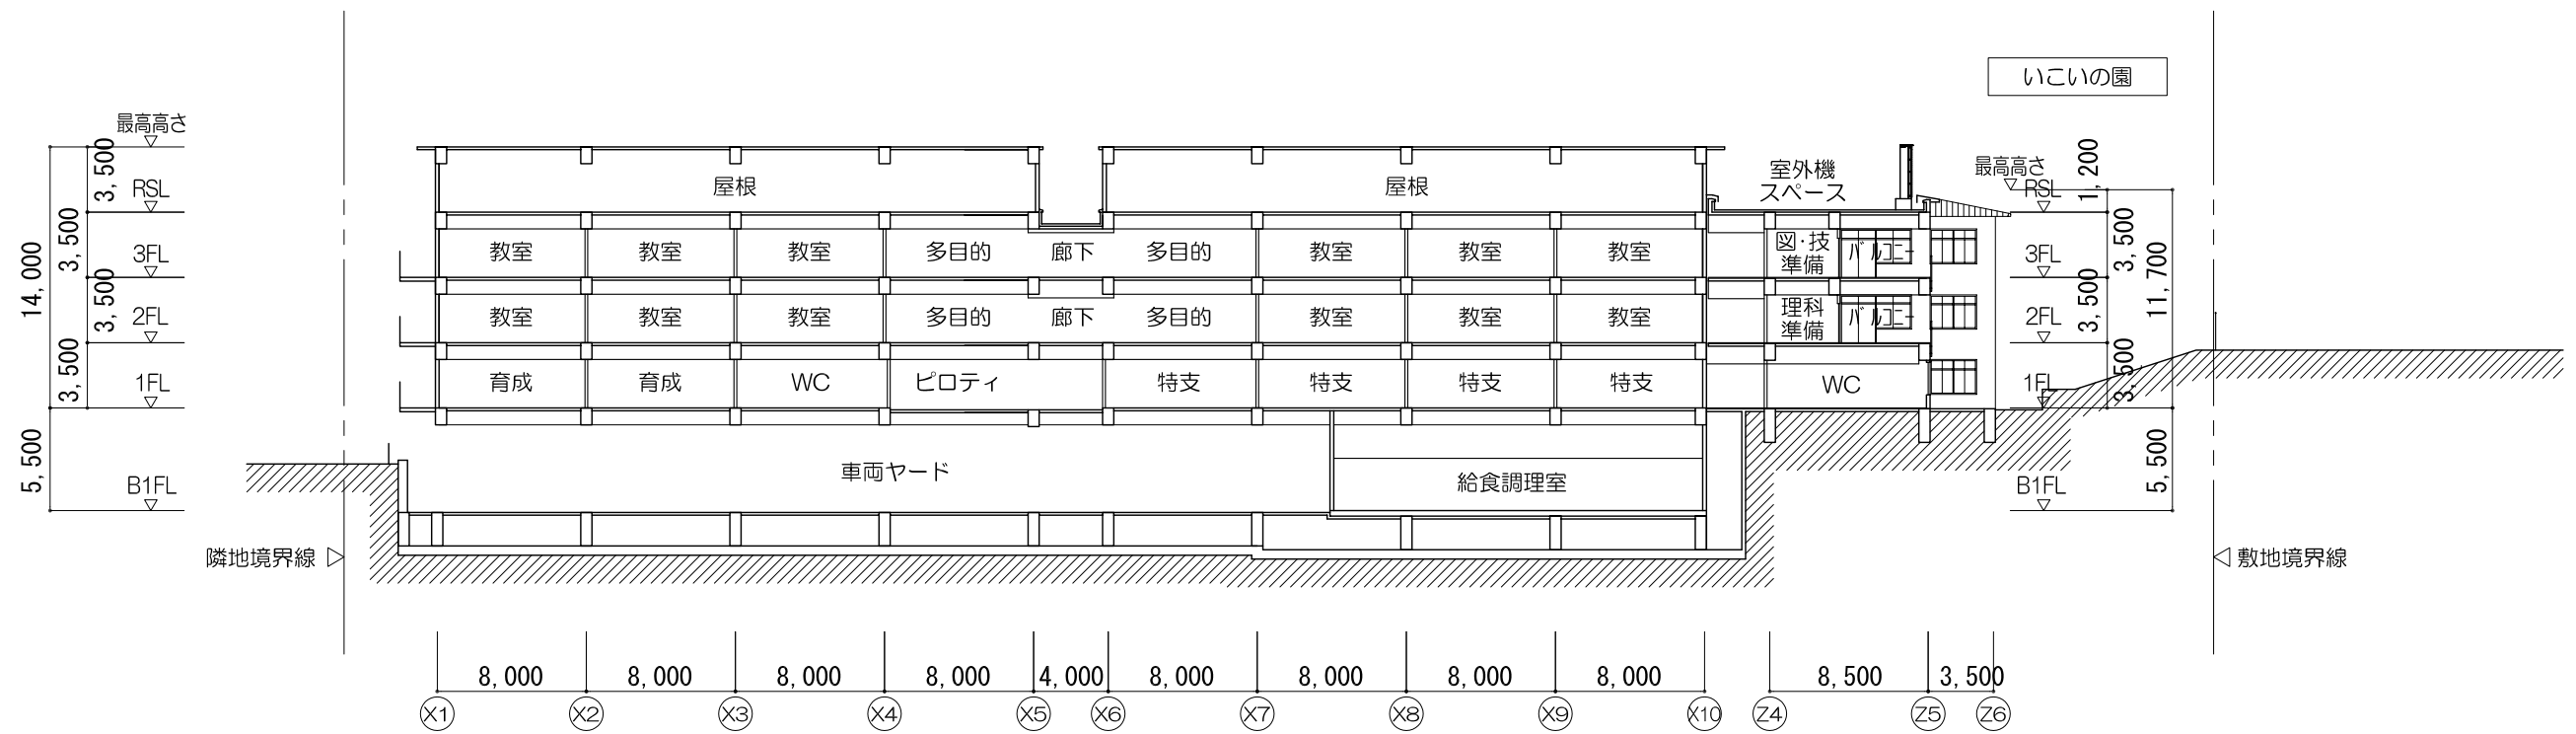 いこいの園
最高高さ
3,500
RSL
3,500
14,000
3FL
3,500
2FL
3,500
1FL
5,500
B1FL
隣地境界線
屋根
屋根
室外機
スペース
教室
教室
教室
多目的
廊下
多目的
教室
教室
教室
図・技
準備
バルコニー
教室
教室
教室
多目的
廊下
多目的
教室
教室
教室
理科
準備
バルコニー
育成
育成
WC
ピロティ
特支
特支
特支
特支
WC
車両ヤード
給食調理室
最高高さ
1,200
RSL
3,500
3FL
11,700
3,500
2FL
3,500
1FL
5,500
B1FL
敷地境界線
8,000
8,000
8,000
8,000
4,000
8,000
8,000
8,000
8,000
8,500
3,500
X1
X2
X3
X4
X5
X6
X7
X8
X9
X10
Z4
Z5
Z6